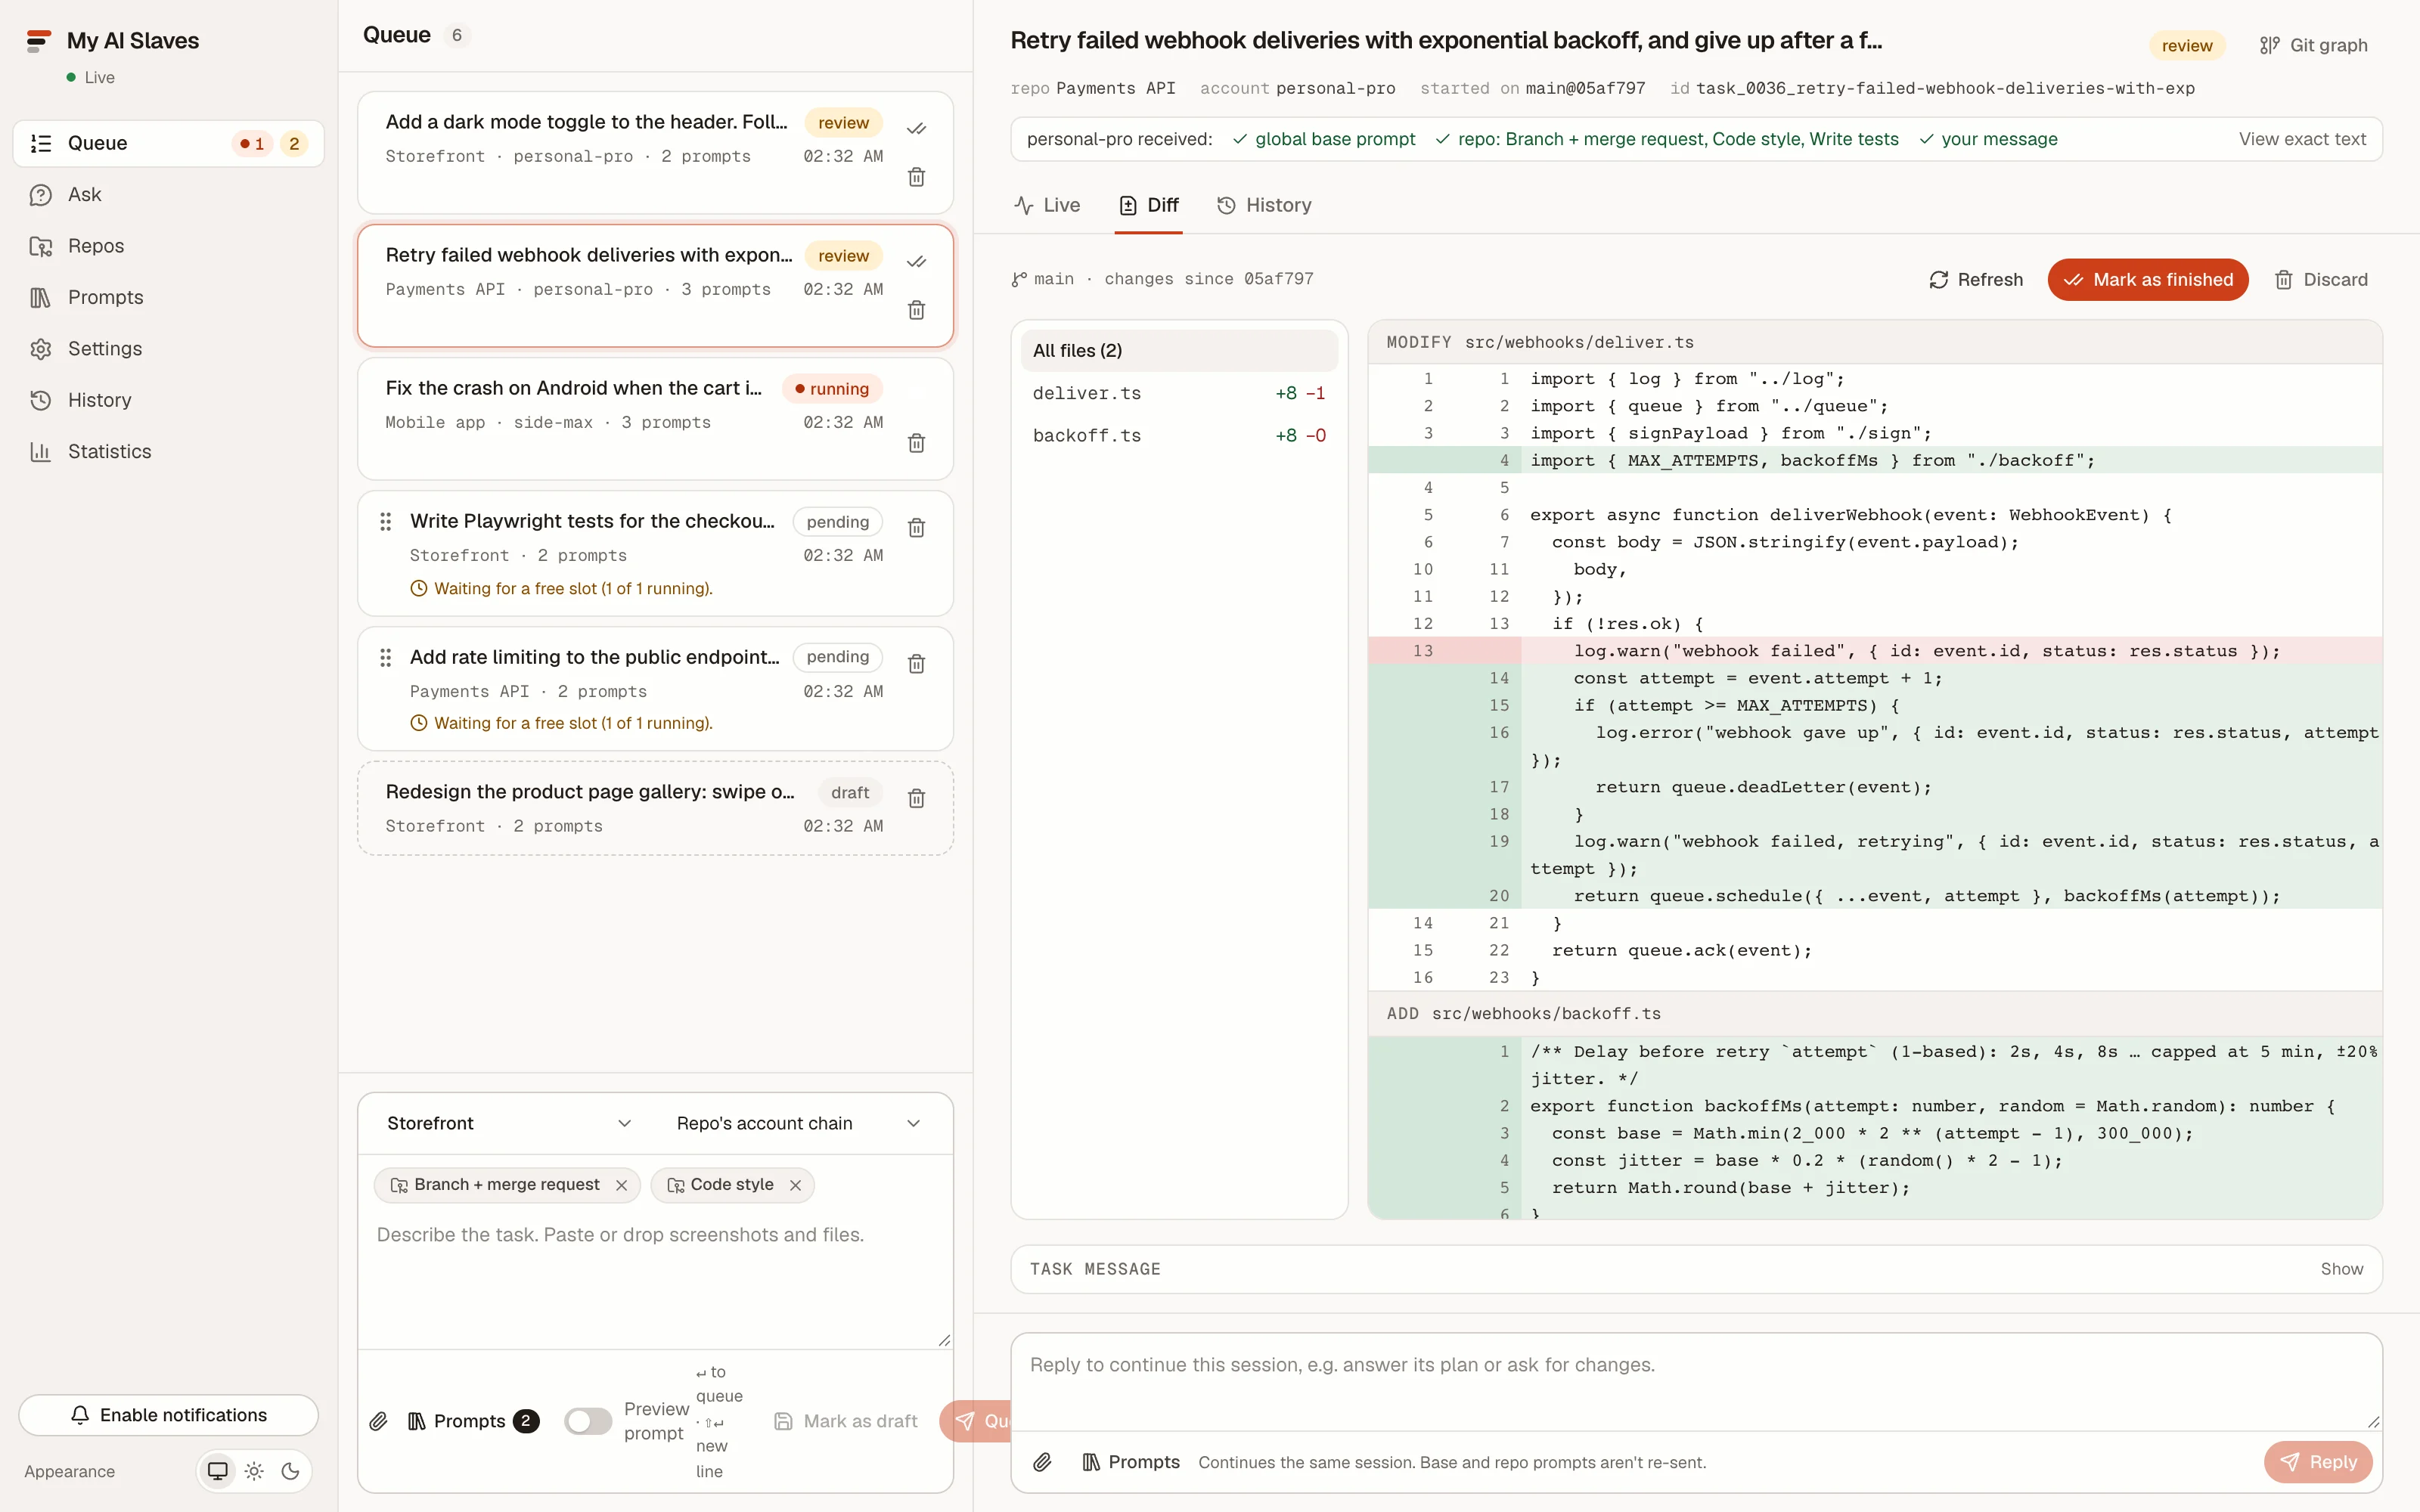 My AI Slaves
Live
Queue 1 2
Ask
Repos
Prompts
Settings
History
Statistics
Enable notifications
Appearance
Queue 6
Add a dark mode toggle to the header. Foll... review
Storefront · personal-pro · 2 prompts 02:32 AM
Retry failed webhook deliveries with expon... review
Payments API · personal-pro · 3 prompts 02:32 AM
Fix the crash on Android when the cart i... running
Mobile app · side-max · 3 prompts 02:32 AM
Write Playwright tests for the checkou... pending
Storefront · 2 prompts 02:32 AM
Waiting for a free slot (1 of 1 running).
Add rate limiting to the public endpoint... pending
Payments API · 2 prompts 02:32 AM
Waiting for a free slot (1 of 1 running).
Redesign the product page gallery: swipe o... draft
Storefront · 2 prompts 02:32 AM
Storefront Repo's account chain
Branch + merge request Code style
Describe the task. Paste or drop screenshots and files.
Prompts 2
Preview
prompt
↵ to
queue
· ⇧↵
new
line
Mark as draft
Retry failed webhook deliveries with exponential backoff, and give up after a f...
review Git graph
repo Payments API account personal-pro started on main@05af797 id task_0036_retry-failed-webhook-deliveries-with-exp
personal-pro received: ✓ global base prompt ✓ repo: Branch + merge request, Code style, Write tests ✓ your message View exact text
Live Diff History
main · changes since 05af797 Refresh Mark as finished Discard
All files (2)
deliver.ts +8 −1
backoff.ts +8 −0
MODIFY src/webhooks/deliver.ts
1 1 import { log } from "../log";
2 2 import { queue } from "../queue";
3 3 import { signPayload } from "./sign";
4 import { MAX_ATTEMPTS, backoffMs } from "./backoff";
4 5
5 6 export async function deliverWebhook(event: WebhookEvent) {
6 7 const body = JSON.stringify(event.payload);
10 11 body,
11 12 });
12 13 if (!res.ok) {
13 log.warn("webhook failed", { id: event.id, status: res.status });
14 const attempt = event.attempt + 1;
15 if (attempt >= MAX_ATTEMPTS) {
16 log.error("webhook gave up", { id: event.id, status: res.status, attempt
});
17 return queue.deadLetter(event);
18 }
19 log.warn("webhook failed, retrying", { id: event.id, status: res.status, a
ttempt });
20 return queue.schedule({ ...event, attempt }, backoffMs(attempt));
14 21 }
15 22 return queue.ack(event);
16 23 }
ADD src/webhooks/backoff.ts
1 /** Delay before retry `attempt` (1-based): 2s, 4s, 8s … capped at 5 min, ±20%
jitter. */
2 export function backoffMs(attempt: number, random = Math.random): number {
3 const base = Math.min(2_000 * 2 ** (attempt - 1), 300_000);
4 const jitter = base * 0.2 * (random() * 2 - 1);
5 return Math.round(base + jitter);
6 }
TASK MESSAGE Show
Reply to continue this session, e.g. answer its plan or ask for changes.
Prompts Continues the same session. Base and repo prompts aren't re-sent. Reply